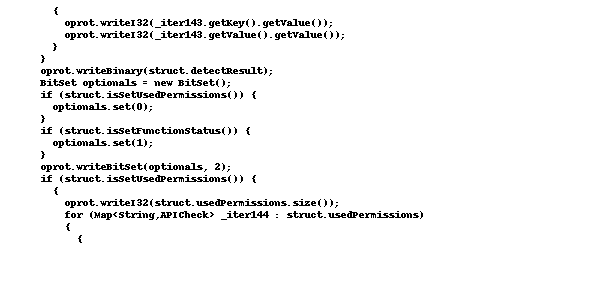 {
oprot.writeI32(_iter143.getKey().getValue());
oprot.writeI32(_iter143.getValue().getValue());
}
}
oprot.writeBinary(struct.detectResult);
BitSet optionals = new BitSet();
if (struct.isSetUsedPermissions()) {
optionals.set(0);
}
if (struct.isSetFunctionStatus()) {
optionals.set(1);
}
oprot.writeBitSet(optionals, 2);
if (struct.isSetUsedPermissions()) {
{
oprot.writeI32(struct.usedPermissions.size());
for (Map<String,APICheck> _iter144 : struct.usedPermissions)
{
{